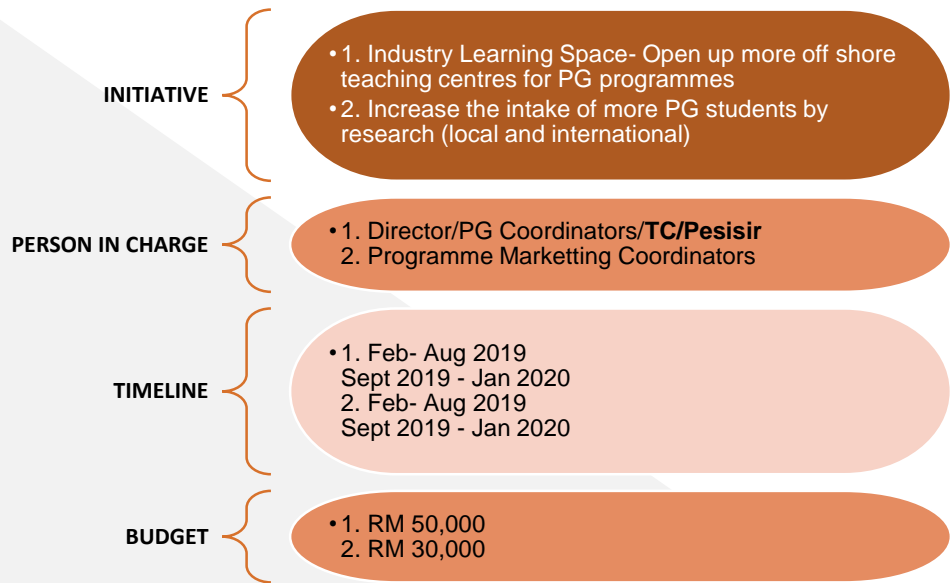 INITIATIVE
• 1. Industry Learning Space- Open up more off shore
teaching centres for PG programmes
• 2. Increase the intake of more PG students by
research (local and international)
PERSON IN CHARGE
• 1. Director/PG Coordinators/TC/Pesisir
2. Programme Marketting Coordinators
TIMELINE
• 1. Feb- Aug 2019
Sept 2019 - Jan 2020
2. Feb- Aug 2019
Sept 2019 - Jan 2020
BUDGET
• 1. RM 50,000
2. RM 30,000